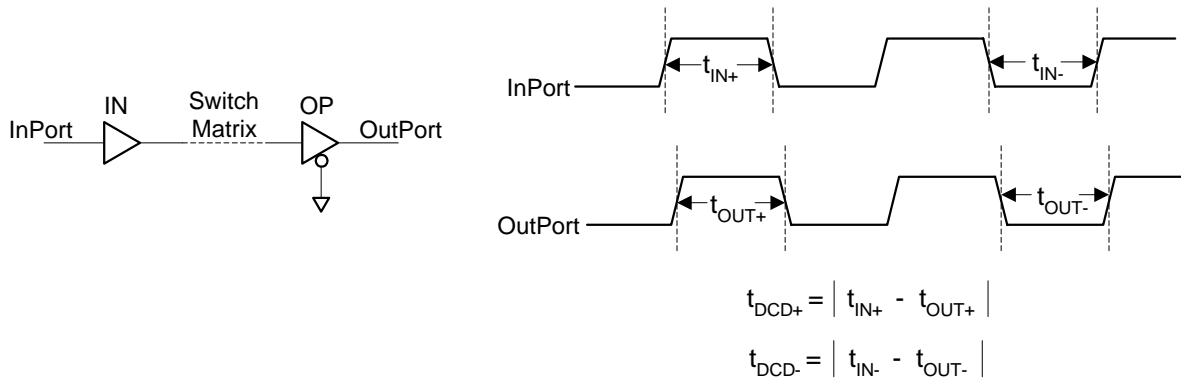 InPort
IN
Switch
Matrix
OP
OutPort
InPort
tIN+
tIN-
OutPort
tOUT+
tOUT-
tDCD+ = | tIN+ - tOUT+ |
tDCD- = | tIN- - tOUT- |